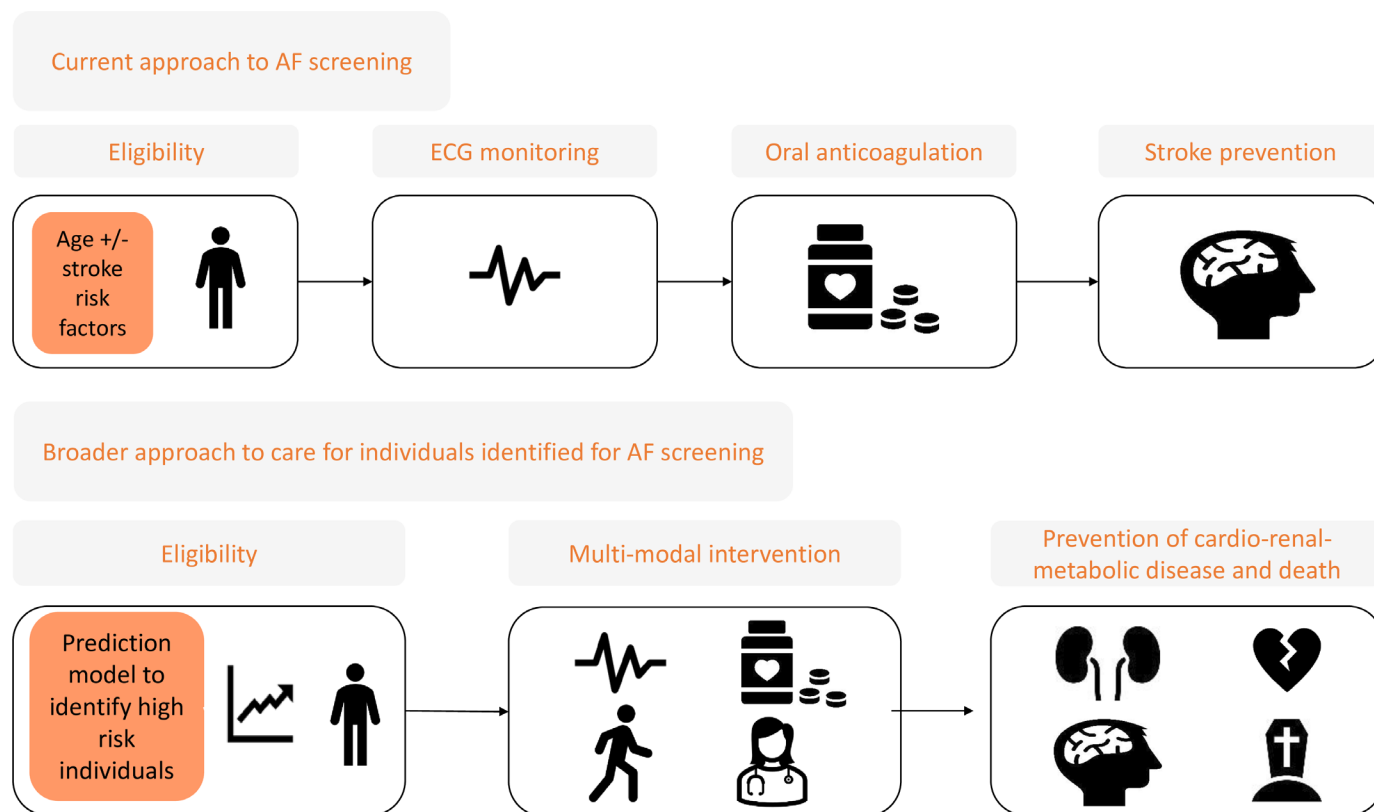 Current approach to AF screening
Eligibility
ECG monitoring
Oral anticoagulation
Stroke prevention
Age +/-
stroke
risk
factors
Broader approach to care for individuals identified for AF screening
Eligibility
Multi-modal intervention
Prevention of cardio-renal-
metabolic disease and death
Prediction
model to
identify high
risk
individuals